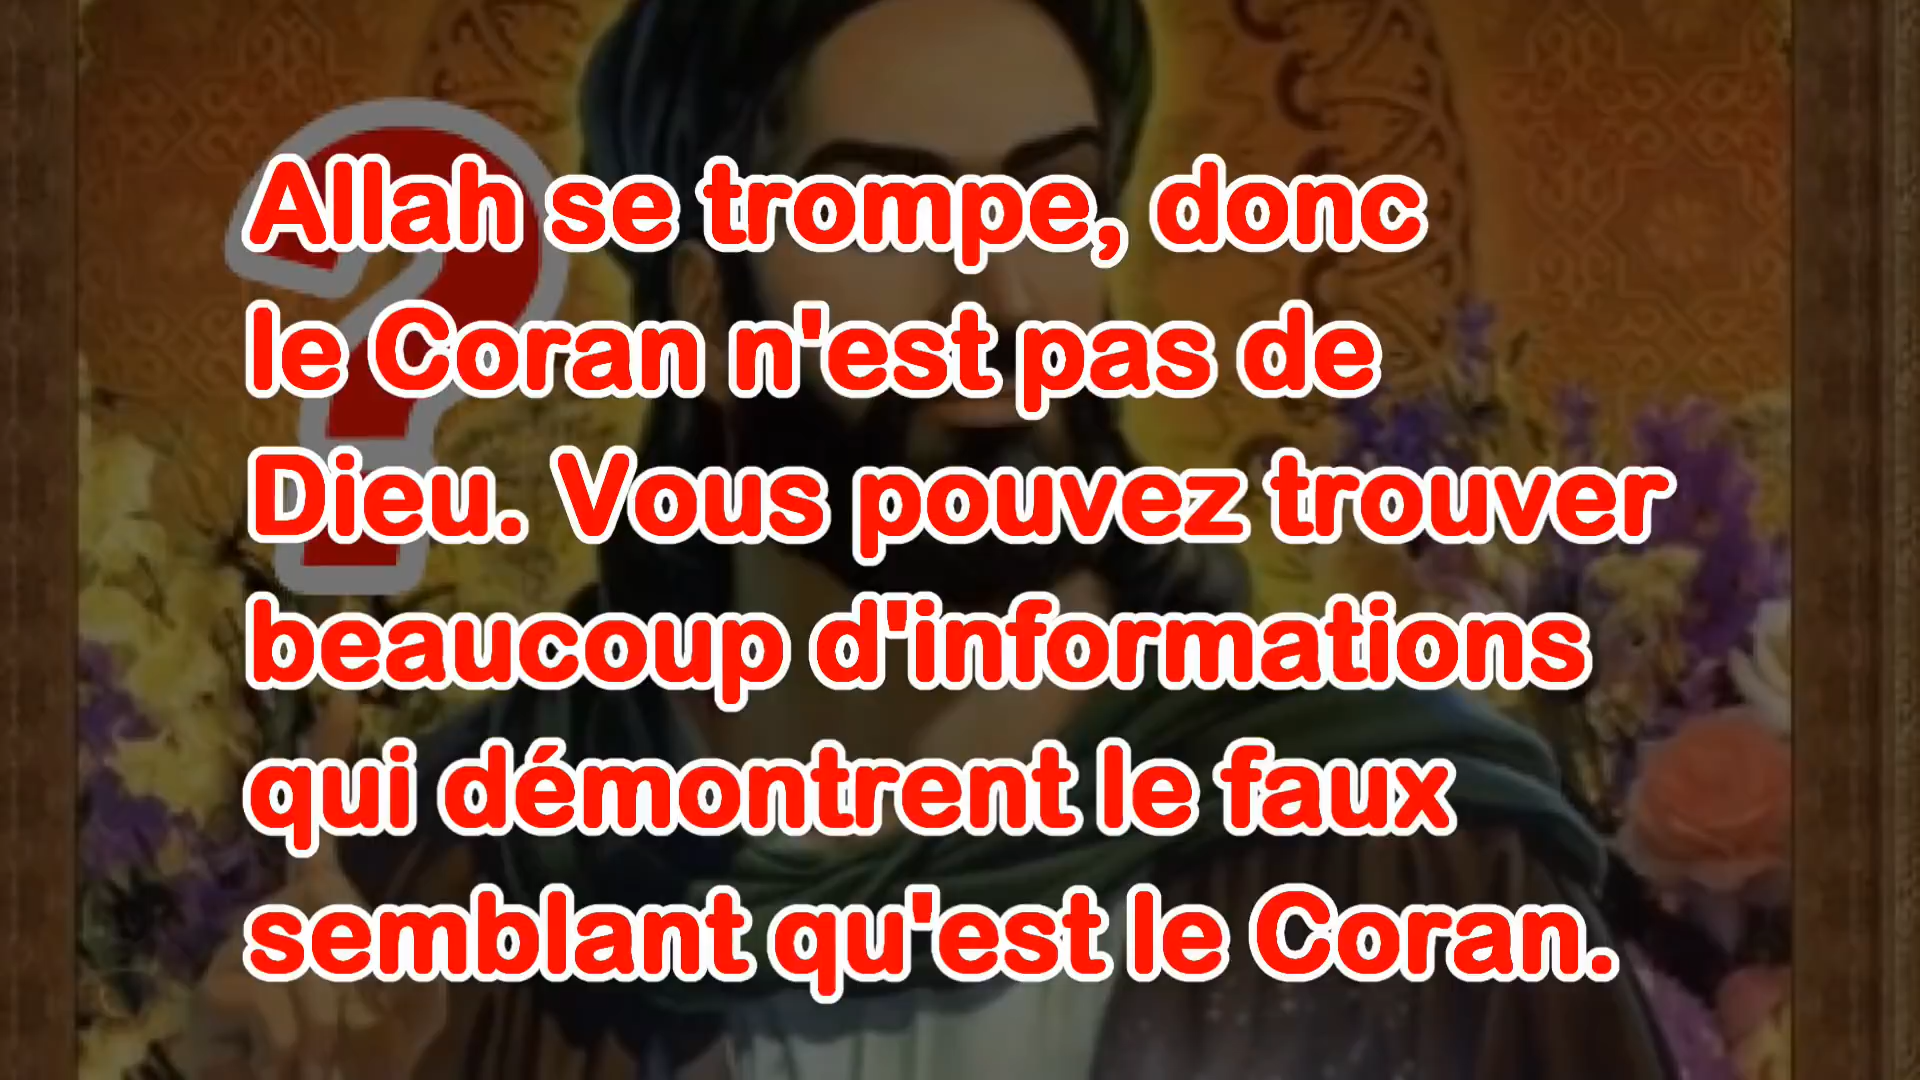 Allah se trompe, donc
le Coran n'est pas de
Dieu. Vous pouvez trouver
beaucoup d'informations
qui démontrent le faux
semblant qu'est le Coran.